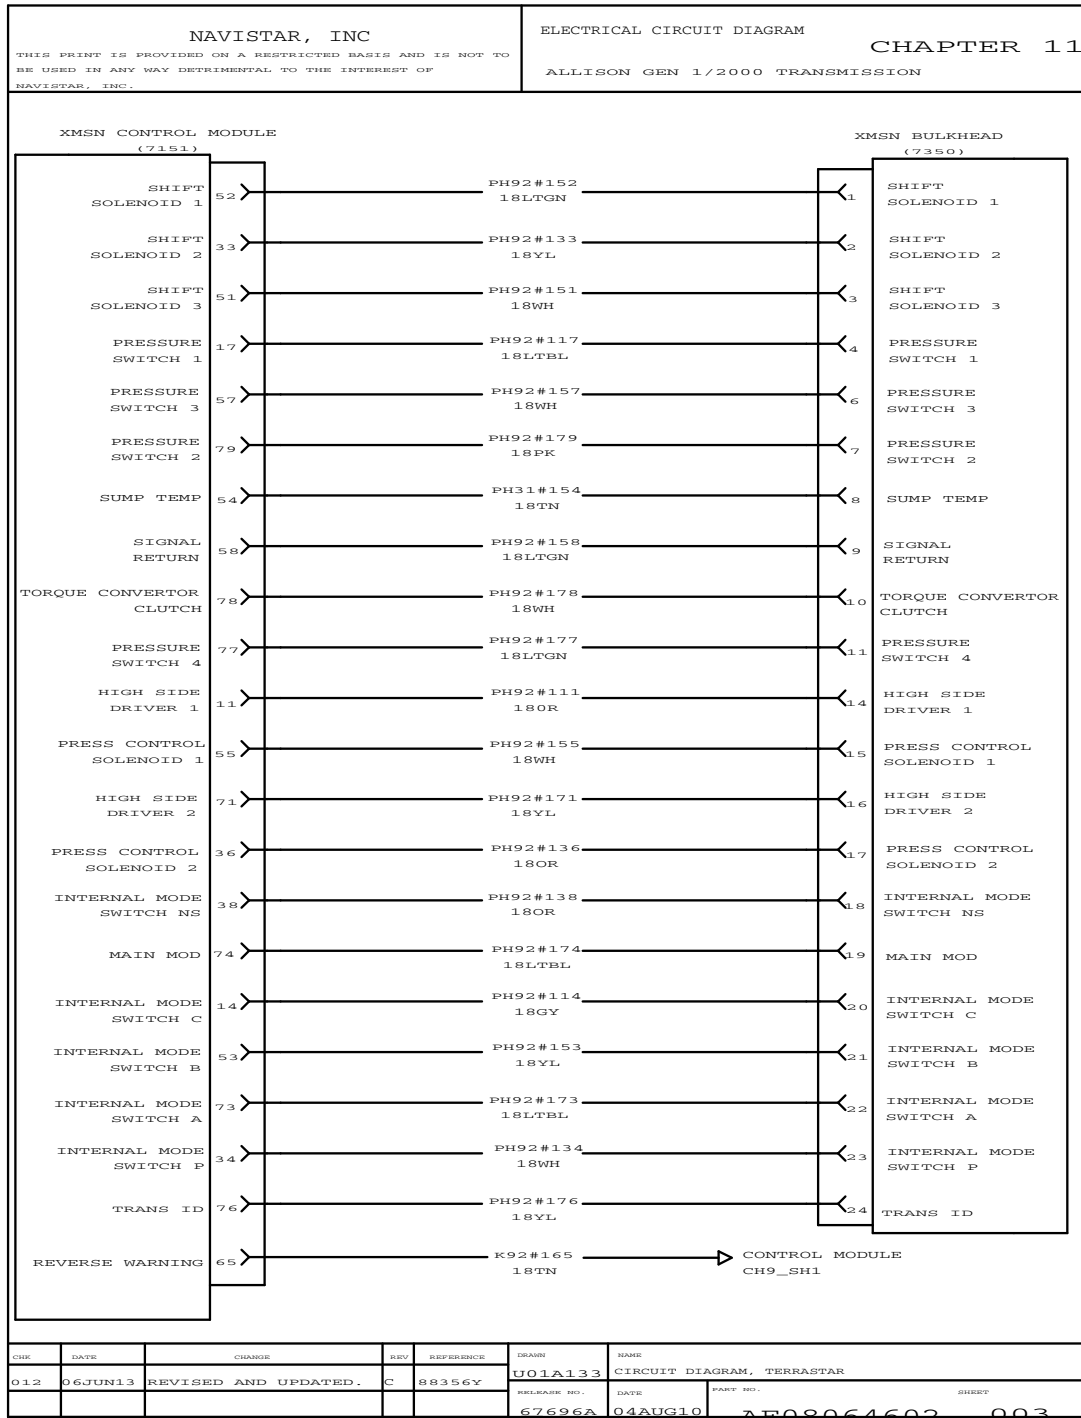 NAVISTAR, INC
THIS PRINT IS PROVIDED ON A RESTRICTED BASIS AND IS NOT TO
BE USED IN ANY WAY DETRIMENTAL TO THE INTEREST OF
NAVISTAR, INC.
ELECTRICAL CIRCUIT DIAGRAM
CHAPTER 11
ALLISON GEN 1/2000 TRANSMISSION
XMSN CONTROL MODULE
(7151)
XMSN BULKHEAD
(7350)
SHIFT SOLENOID 1 52 PH92#152 18LTGN 1 SHIFT SOLENOID 1
SHIFT SOLENOID 2 33 PH92#133 18YL 2 SHIFT SOLENOID 2
SHIFT SOLENOID 3 51 PH92#151 18WH 3 SHIFT SOLENOID 3
PRESSURE SWITCH 1 17 PH92#117 18LTBL 4 PRESSURE SWITCH 1
PRESSURE SWITCH 3 57 PH92#157 18WH 6 PRESSURE SWITCH 3
PRESSURE SWITCH 2 79 PH92#179 18PK 7 PRESSURE SWITCH 2
SUMP TEMP 54 PH31#154 18TN 8 SUMP TEMP
SIGNAL RETURN 58 PH92#158 18LTGN 9 SIGNAL RETURN
TORQUE CONVERTOR CLUTCH 78 PH92#178 18WH 10 TORQUE CONVERTOR CLUTCH
PRESSURE SWITCH 4 77 PH92#177 18LTGN 11 PRESSURE SWITCH 4
HIGH SIDE DRIVER 1 11 PH92#111 18OR 14 HIGH SIDE DRIVER 1
PRESS CONTROL SOLENOID 1 55 PH92#155 18WH 15 PRESS CONTROL SOLENOID 1
HIGH SIDE DRIVER 2 71 PH92#171 18YL 16 HIGH SIDE DRIVER 2
PRESS CONTROL SOLENOID 2 36 PH92#136 18OR 17 PRESS CONTROL SOLENOID 2
INTERNAL MODE SWITCH NS 38 PH92#138 18OR 18 INTERNAL MODE SWITCH NS
MAIN MOD 74 PH92#174 18LTBL 19 MAIN MOD
INTERNAL MODE SWITCH C 14 PH92#114 18GY 20 INTERNAL MODE SWITCH C
INTERNAL MODE SWITCH B 53 PH92#153 18YL 21 INTERNAL MODE SWITCH B
INTERNAL MODE SWITCH A 73 PH92#173 18LTBL 22 INTERNAL MODE SWITCH A
INTERNAL MODE SWITCH P 34 PH92#134 18WH 23 INTERNAL MODE SWITCH P
TRANS ID 76 PH92#176 18YL 24 TRANS ID
REVERSE WARNING 65 K92#165 18TN CONTROL MODULE CH9_SH1
CHK DATE CHANGE REV REFERENCE
012 06JUN13 REVISED AND UPDATED. C 88356Y
DRAWN U01A133
NAME CIRCUIT DIAGRAM, TERRASTAR
RELEASE NO. 67696A
DATE 04AUG10
PART NO. AF08064602
SHEET 003